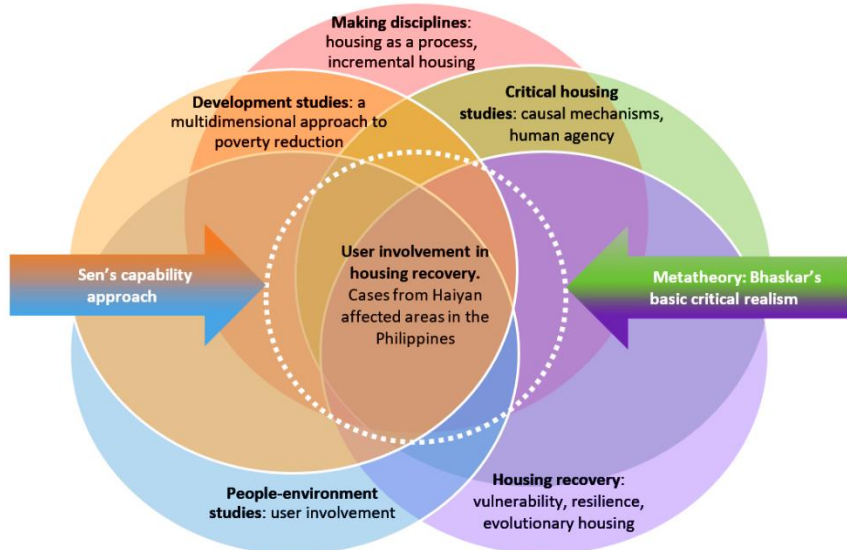 Making disciplines:
housing as a process,
incremental housing
Development studies: a
multidimensional approach to
poverty reduction
Critical housing
studies: causal mechanisms,
human agency
Sen's capability
approach
User involvement in
housing recovery.
Cases from Haiyan
affected areas in the
Philippines
Metatheory: Bhaskar's
basic critical realism
People-environment
studies: user involvement
Housing recovery:
vulnerability, resilience,
evolutionary housing